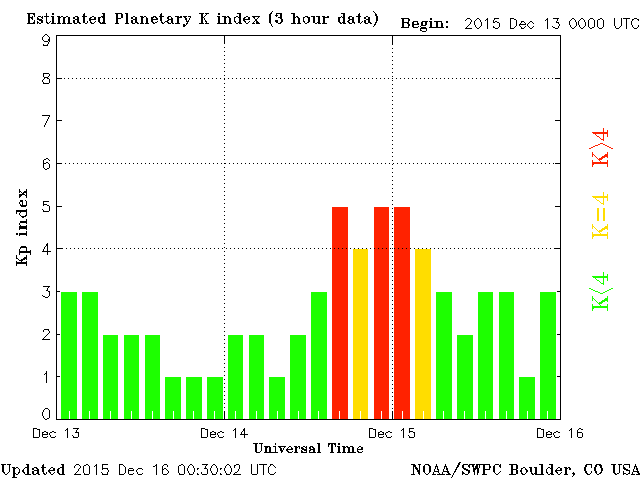 Estimated Planetary K index (3 hour data) Begin: 2015 Dec 13 0000 UTC
9
8
7
6
5
4
3
2
1
0
Kp index
K>4
K=4
K<4
Dec 13 Dec 14 Dec 15 Dec 16
Universal Time
Updated 2015 Dec 16 00:30:02 UTC NOAA/SWPC Boulder, CO USA